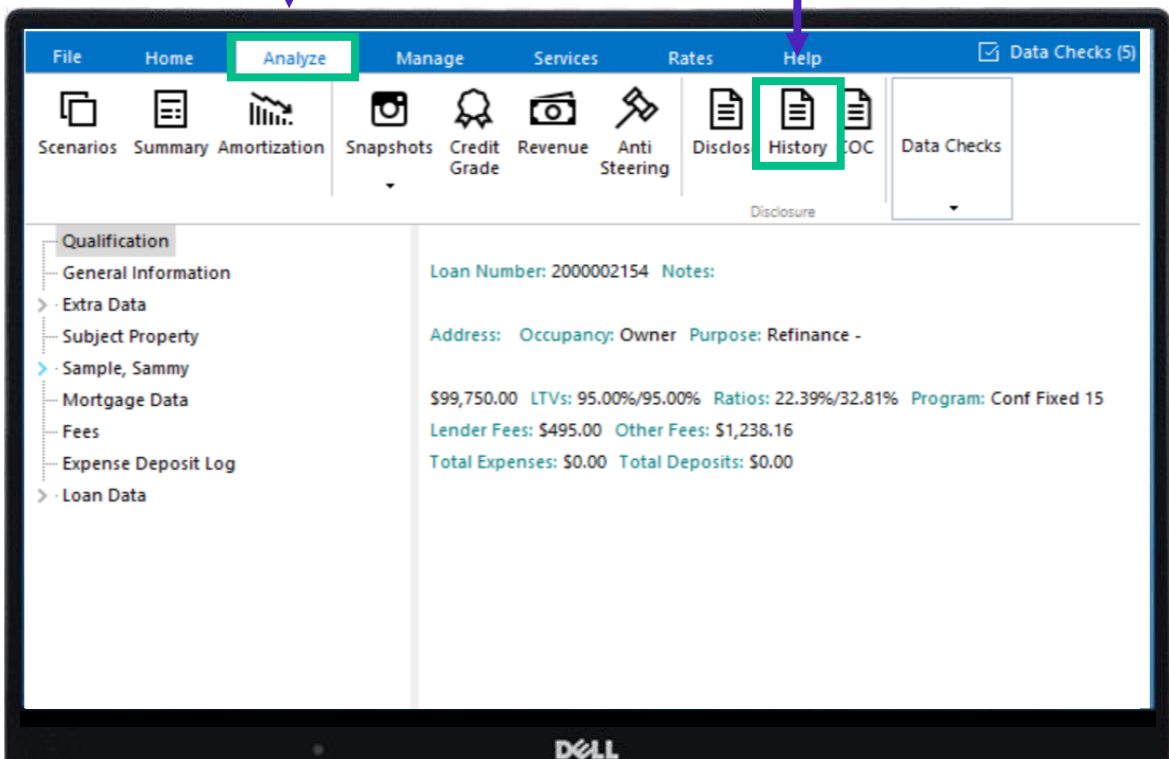 File Home Analyze Manage Services Rates Help Data Checks (5)
Scenarios Summary Amortization Snapshots Credit Grade Revenue Anti Steering Disclos History COC Data Checks
Disclosure
Qualification
General Information
Extra Data
Subject Property
Sample, Sammy
Mortgage Data
Fees
Expense Deposit Log
Loan Data
Loan Number: 2000002154 Notes:
Address: Occupancy: Owner Purpose: Refinance -
$99,750.00 LTVs: 95.00%/95.00% Ratios: 22.39%/32.81% Program: Conf Fixed 15
Lender Fees: $495.00 Other Fees: $1,238.16
Total Expenses: $0.00 Total Deposits: $0.00
DELL